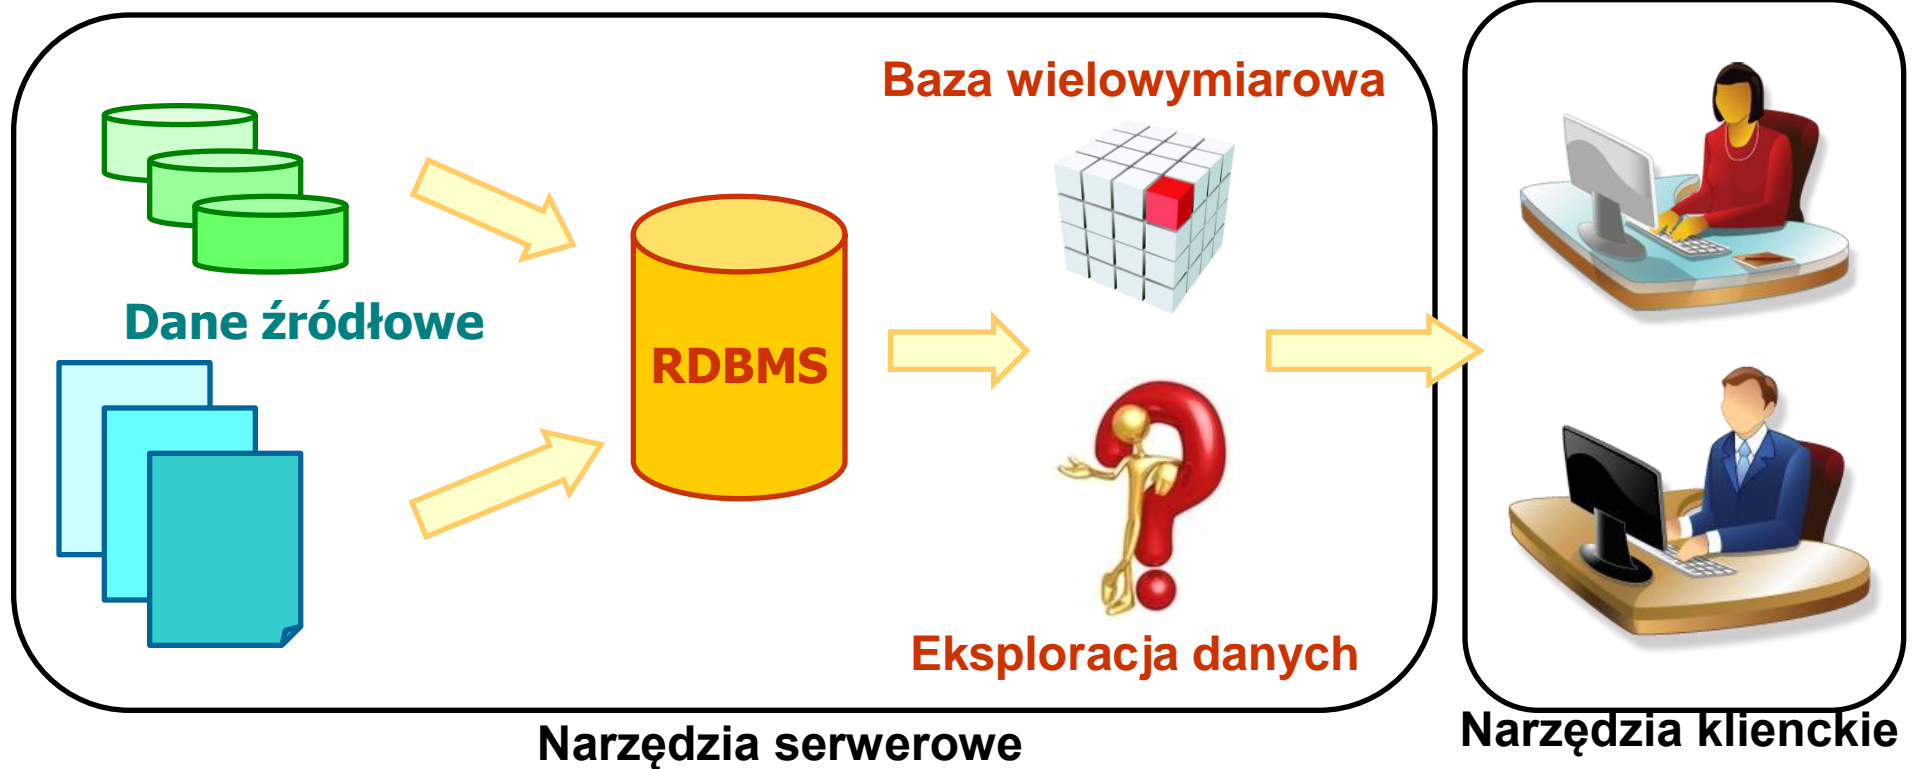 Baza wielowymiarowa
Dane źródłowe
RDBMS
Eksploracja danych
Narzędzia serwerowe
Narzędzia klienckie